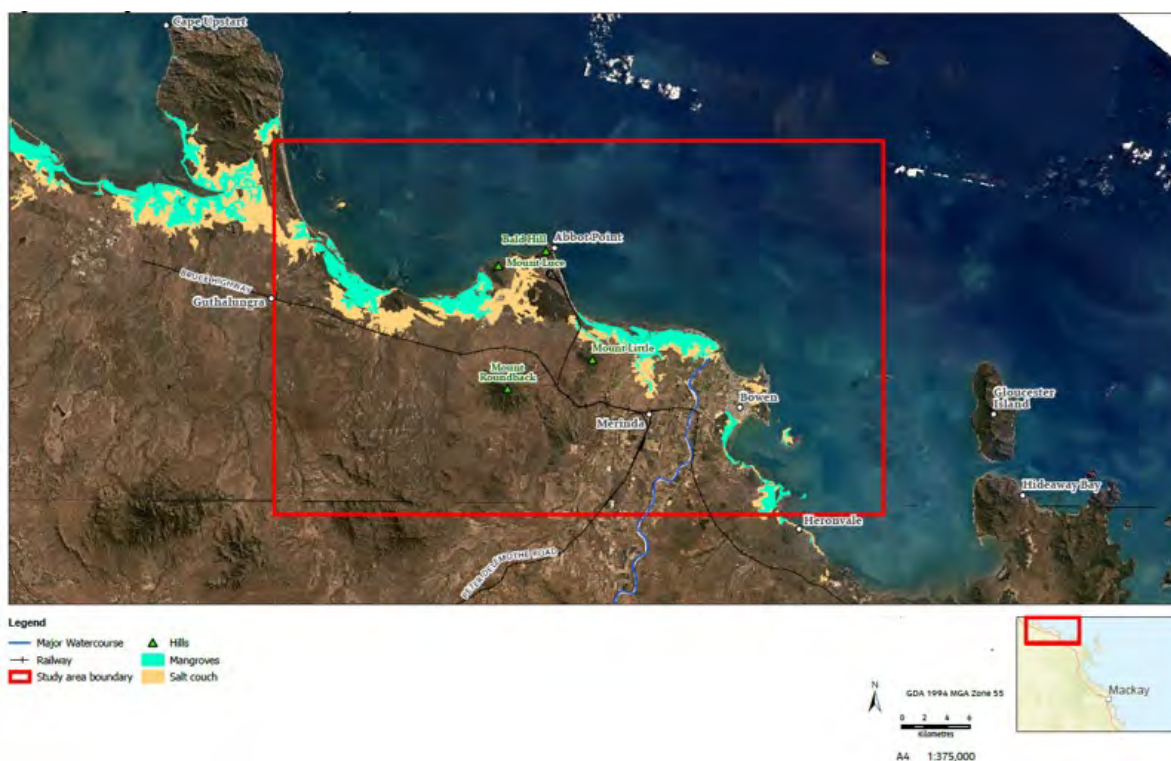 Cape Upstart
Bald Hill
Abbot Point
Mount Luce
BRUCE HIGHWAY
Guthalungra
Mount Little
Mount
Roundback
Bowen
Merinda
Gloucester
Island
Hideaway Bay
Heronvale
PETER DELEMOTHE ROAD
Legend
Major Watercourse
Railway
Study area boundary
Hills
Mangroves
Salt couch
N
GDA 1994 MGA Zone 55
0 2 4 6
Kilometres
A4 1:375,000
Mackay